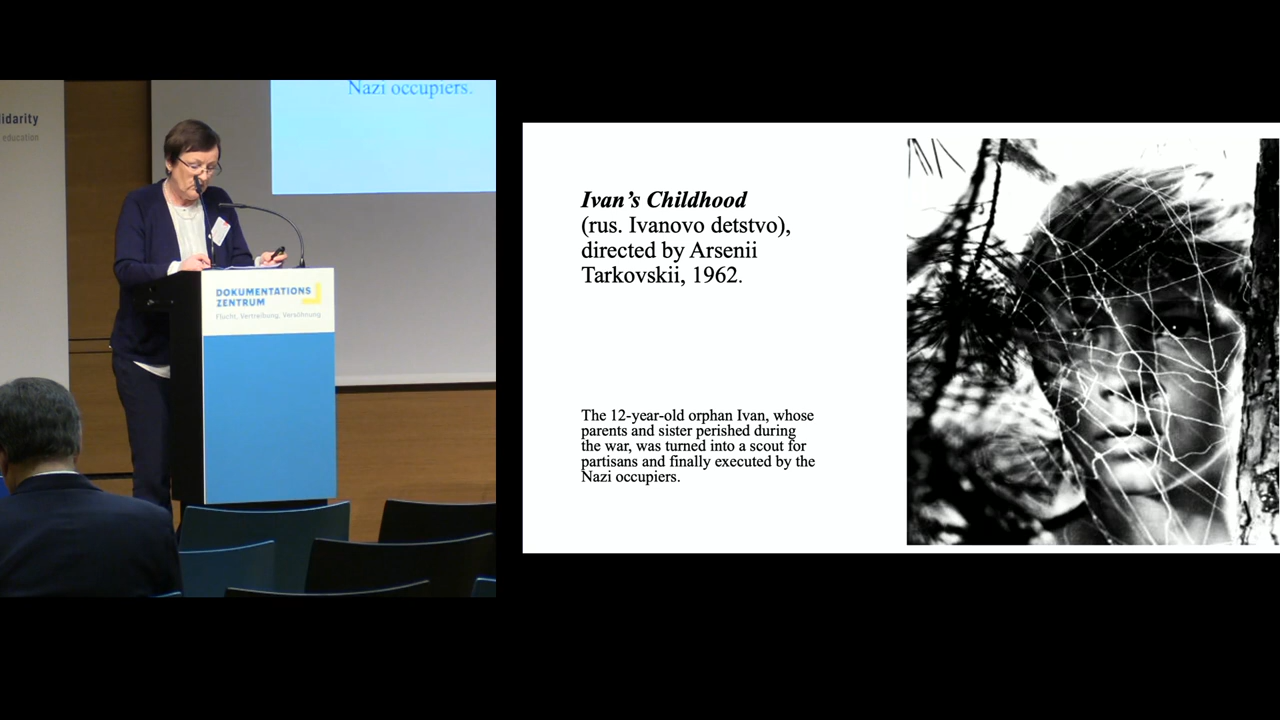 lidarity
education
Nazi occupiers.
DOKUMENTATIONS
ZENTRUM
Flucht, Vertreibung, Versöhnung
Ivan’s Childhood
(rus. Ivanovo detstvo),
directed by Arsenii
Tarkovskii, 1962.
The 12-year-old orphan Ivan, whose
parents and sister perished during
the war, was turned into a scout for
partisans and finally executed by the
Nazi occupiers.